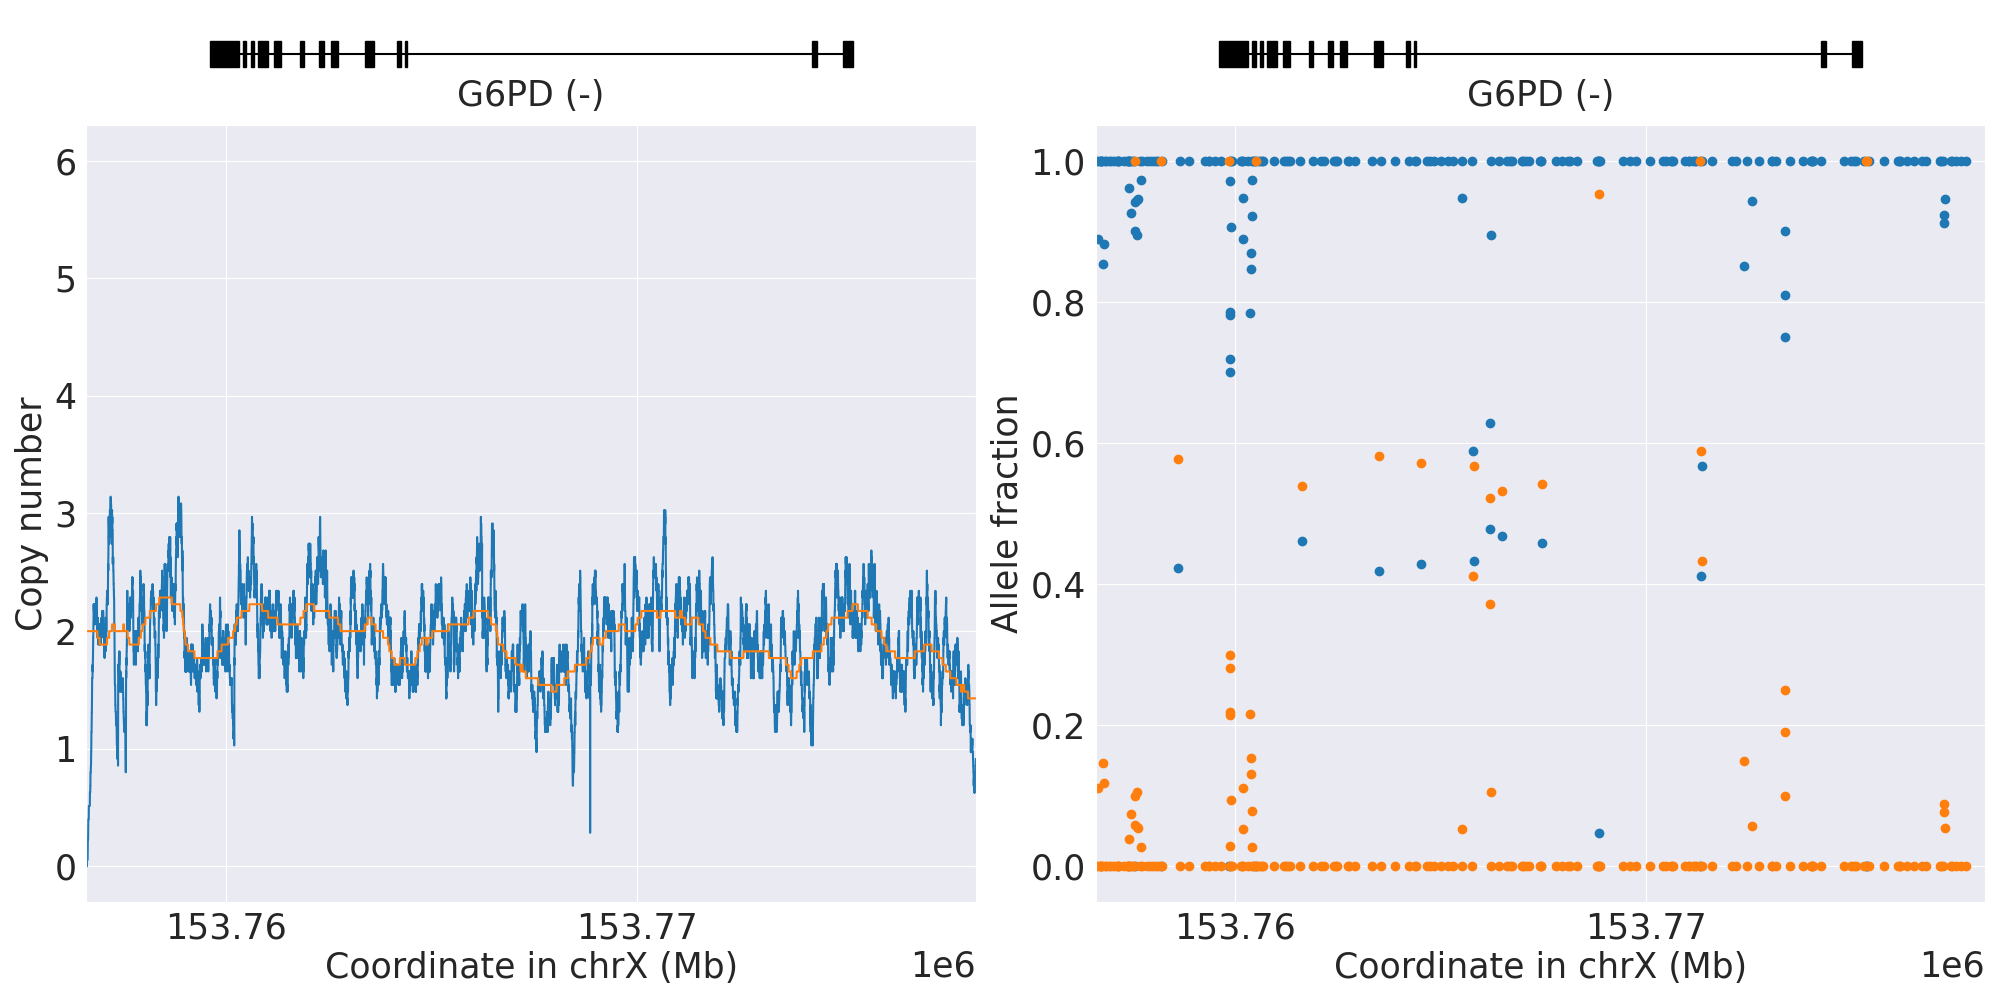 G6PD (-)
6
5
4
3
2
1
0
Copy number
153.76
153.77
Coordinate in chrX (Mb)
1e6
G6PD (-)
1.0
0.8
0.6
0.4
0.2
0.0
Allele fraction
153.76
153.77
Coordinate in chrX (Mb)
1e6